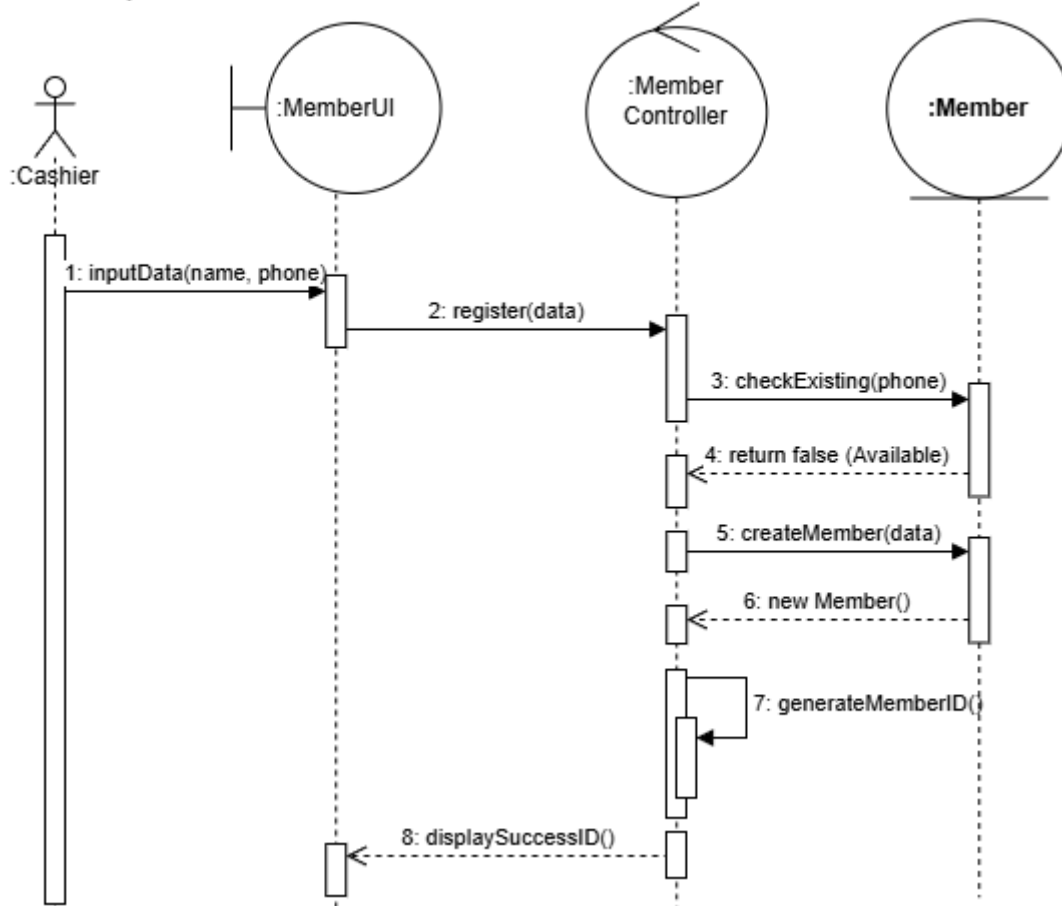 :Cashier
:MemberUI
:Member
Controller
:Member
1: inputData(name, phone)
2: register(data)
3: checkExisting(phone)
4: return false (Available)
5: createMember(data)
6: new Member()
7: generateMemberID()
8: displaySuccessID()